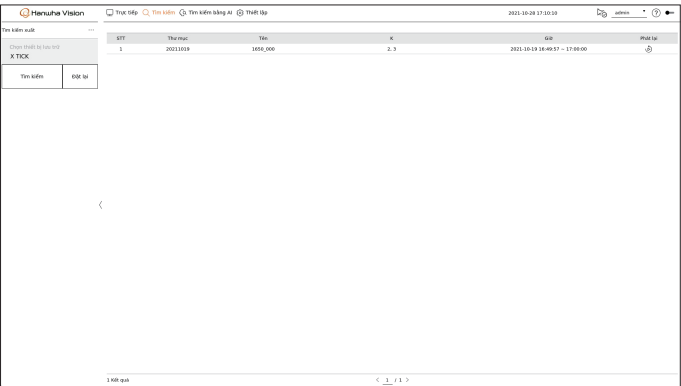 Hanwha Vision
Trực tiếp Tìm kiếm Tìm kiếm bằng AI Thiết lập 2021-10-28 17:10:10 admin
Tìm kiếm xuất ...
Chọn thiết bị lưu trữ
X TICK
Tìm kiếm Đặt lại
STT Thư mục Tên K Giờ Phát lại
1 20211019 1650_000 2, 3 2021-10-19 16:49:57 ~ 17:00:00
1 Kết quả < 1 / 1 >